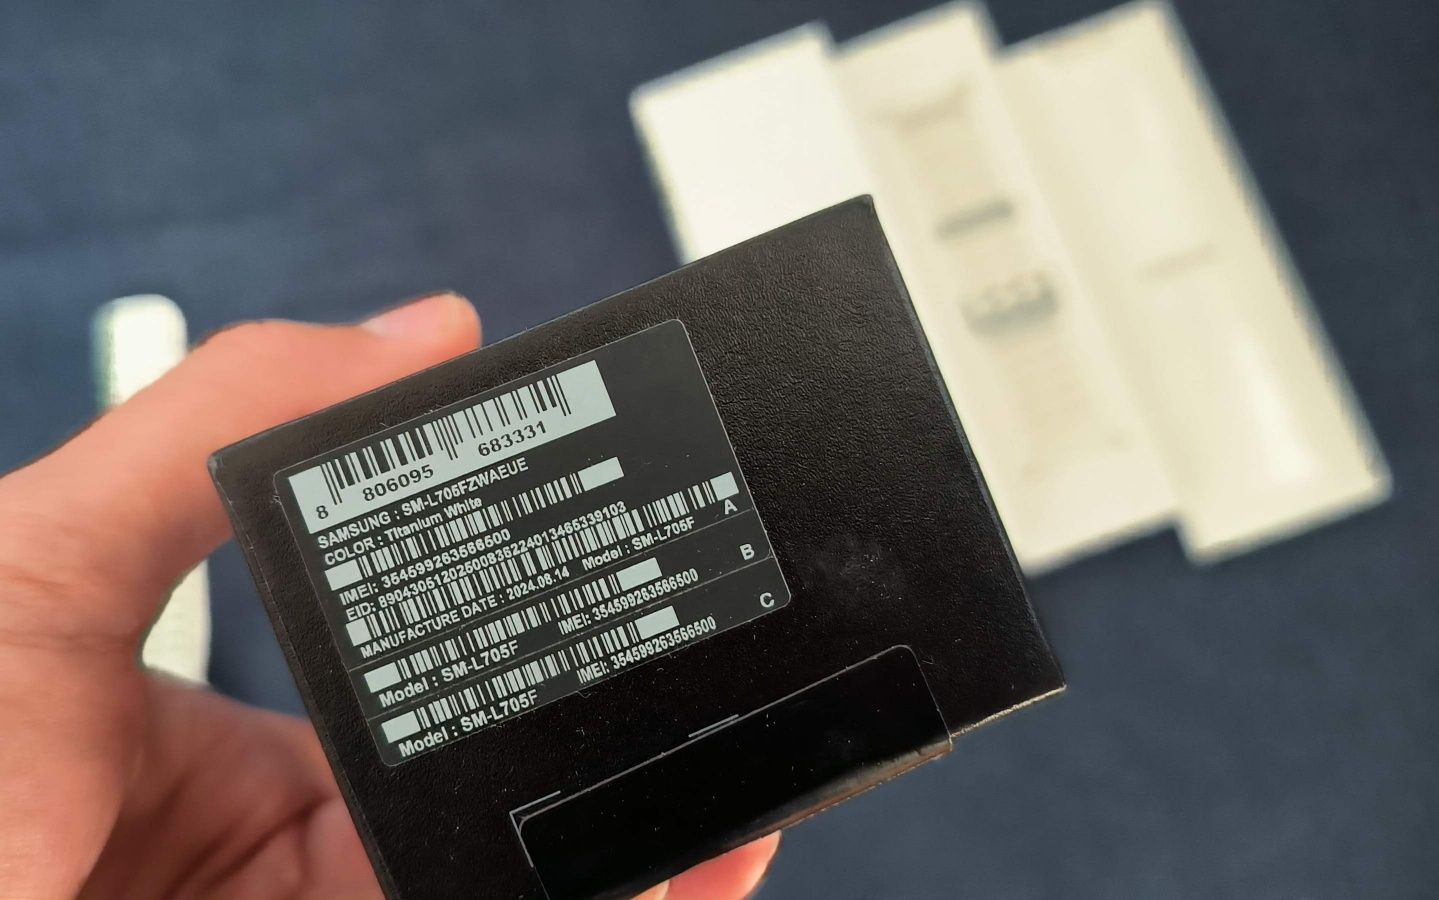 8 806095 683331
SAMSUNG : SM-L705FZWAEUE
COLOR : Titanium White
IMEI: 354599263566500
EID: 89043051202500835224013465339103
MANUFACTURE DATE : 2024.08.14 Model : SM-L705F
A
Model : SM-L705F IMEI: 354599263566500
B
Model : SM-L705F IMEI: 354599263566500
C